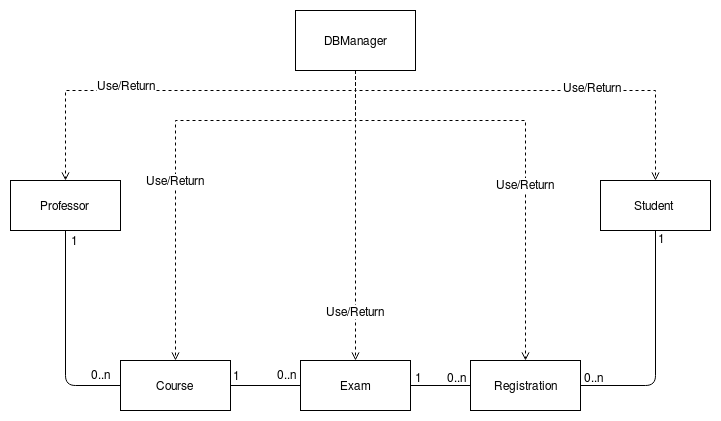 DBManager
Use/Return
Use/Return
Use/Return
Use/Return
Professor
Student
1
1
Use/Return
0..n
1
0..n
1
0..n
0..n
Course
Exam
Registration